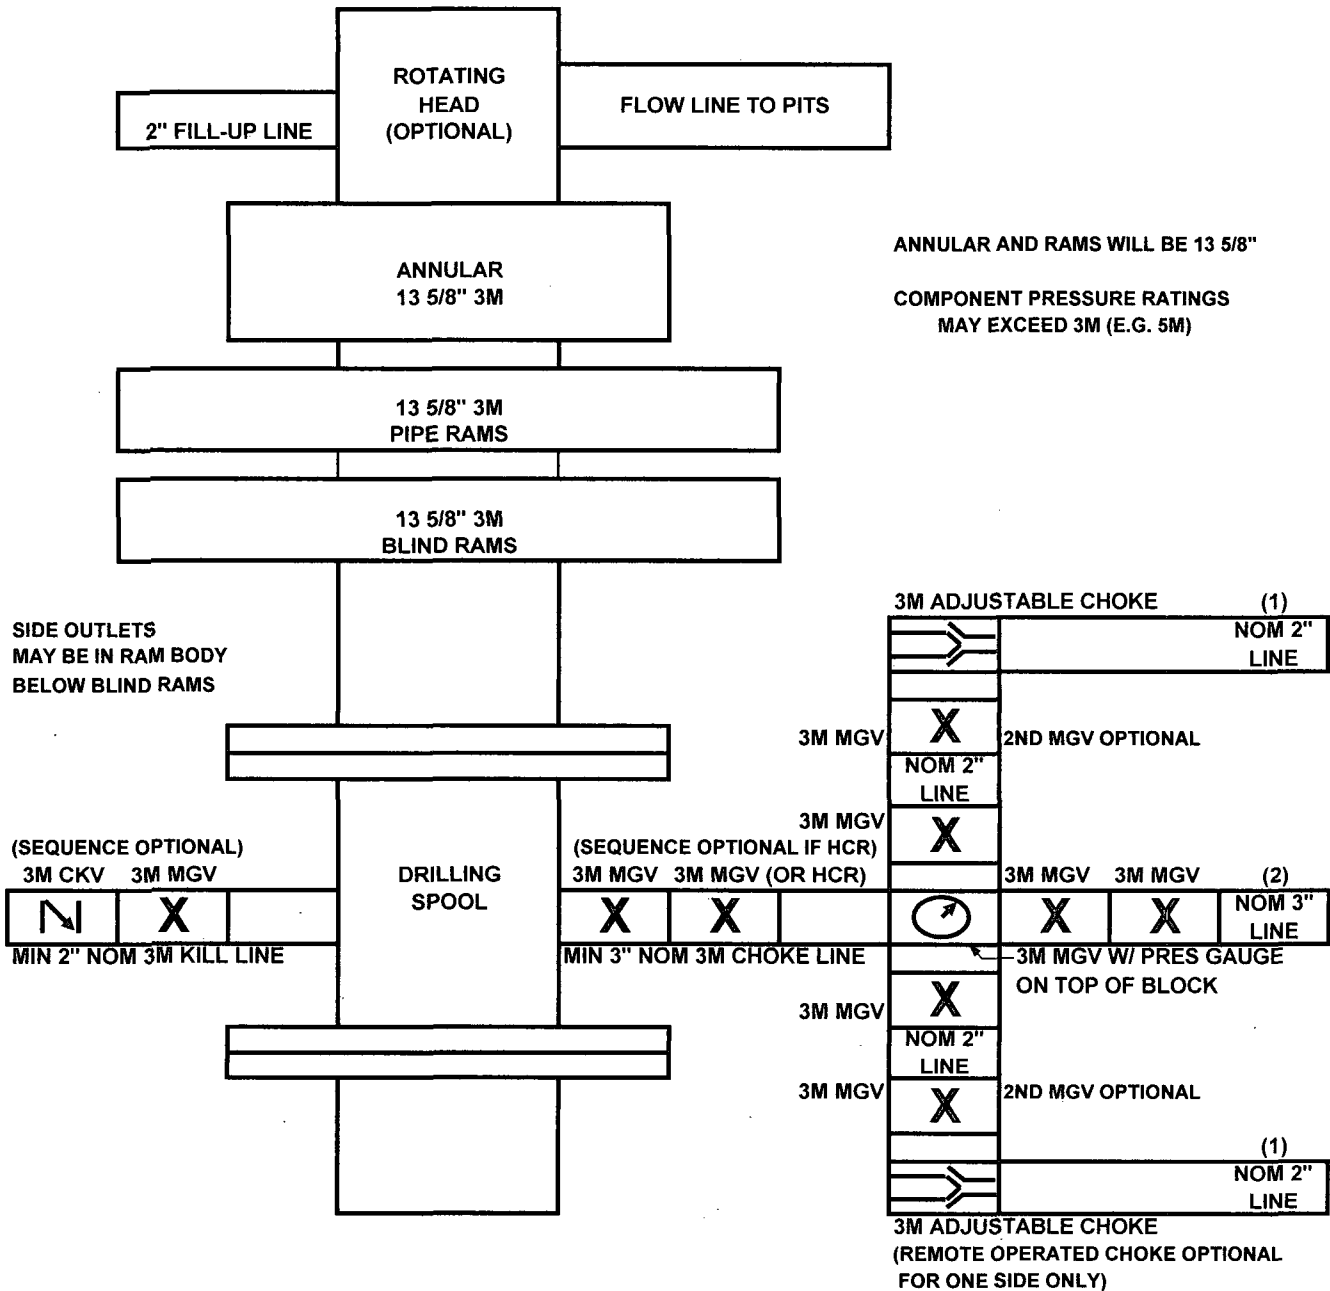 ROTATING
HEAD
(OPTIONAL)
2" FILL-UP LINE
FLOW LINE TO PITS
ANNULAR
13 5/8" 3M
ANNULAR AND RAMS WILL BE 13 5/8"
COMPONENT PRESSURE RATINGS
MAY EXCEED 3M (E.G. 5M)
13 5/8" 3M
PIPE RAMS
13 5/8" 3M
BLIND RAMS
SIDE OUTLETS
MAY BE IN RAM BODY
BELOW BLIND RAMS
3M ADJUSTABLE CHOKE (1)
NOM 2"
LINE
3M MGV X 2ND MGV OPTIONAL
NOM 2"
LINE
3M MGV X
(SEQUENCE OPTIONAL)
3M CKV 3M MGV
X
MIN 2" NOM 3M KILL LINE
DRILLING
SPOOL
(SEQUENCE OPTIONAL IF HCR)
3M MGV 3M MGV (OR HCR)
X X
MIN 3" NOM 3M CHOKE LINE
3M MGV 3M MGV (2)
X X NOM 3"
LINE
3M MGV W/ PRES GAUGE
ON TOP OF BLOCK
3M MGV X
NOM 2"
LINE
3M MGV X 2ND MGV OPTIONAL
(1)
NOM 2"
LINE
3M ADJUSTABLE CHOKE
(REMOTE OPERATED CHOKE OPTIONAL
FOR ONE SIDE ONLY)